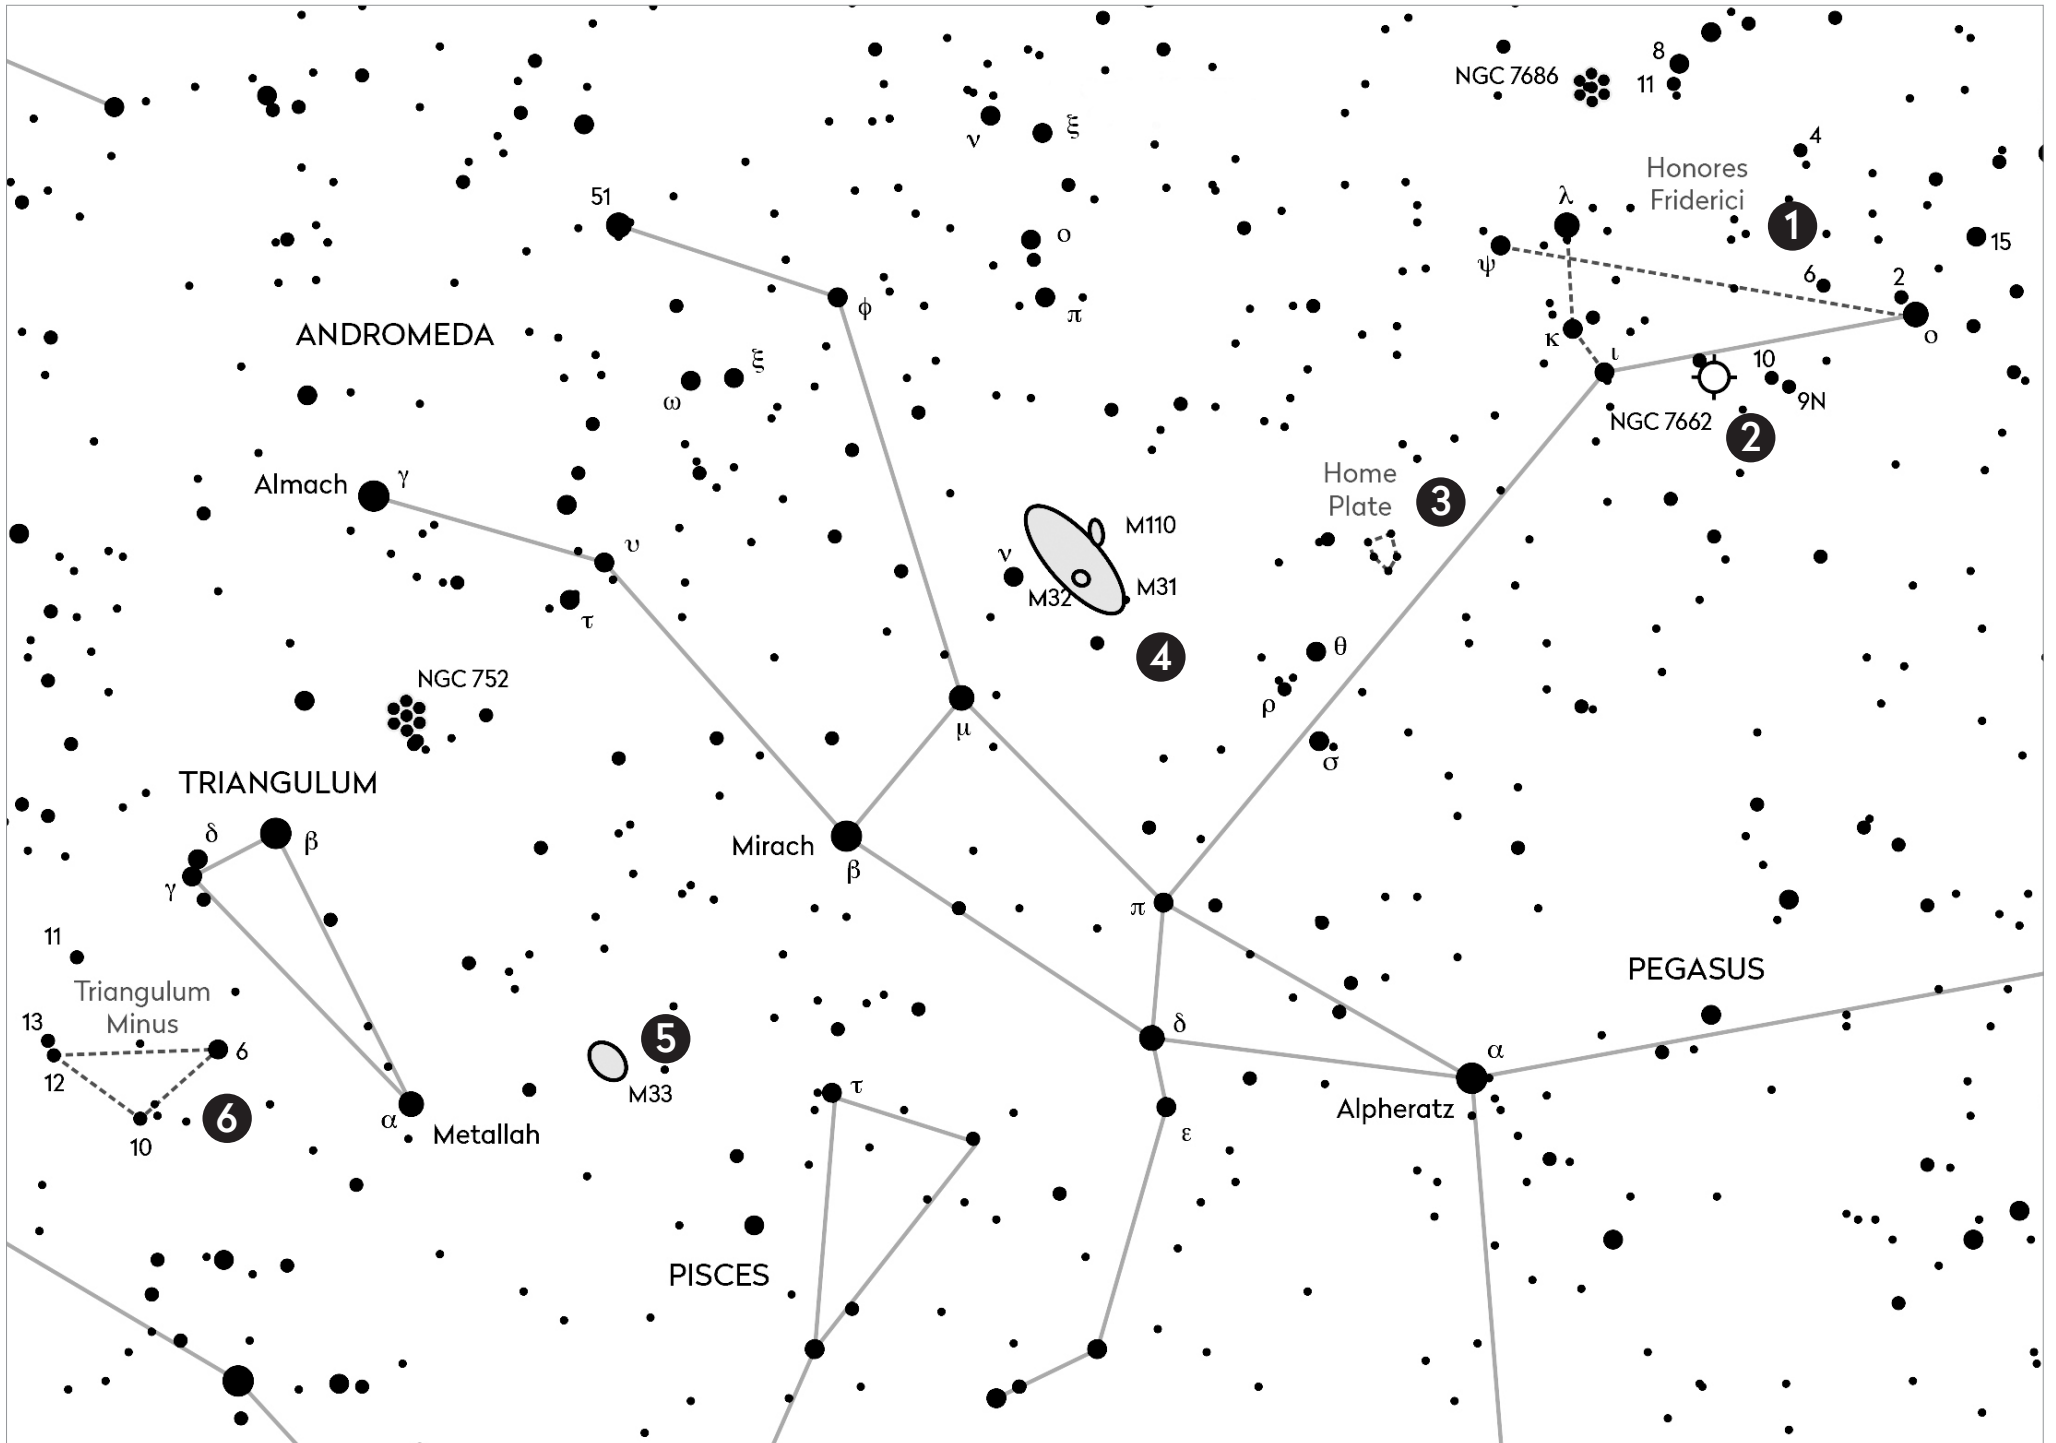 8
NGC 7686
11
ν
ξ
4
Honores
Friderici
λ
51
1
ο
15
ψ
6
2
φ
π
ANDROMEDA
κ
ι
ο
ξ
10
ω
9N
NGC 7662
2
Almach
γ
Home
Plate
3
M110
υ
ν
M32
M31
τ
4
θ
NGC 752
ρ
μ
σ
TRIANGULUM
δ
β
Mirach
β
γ
π
11
PEGASUS
Triangulum
Minus
13
δ
5
6
α
12
M33
τ
Alpheratz
6
α
Metallah
ε
10
PISCES